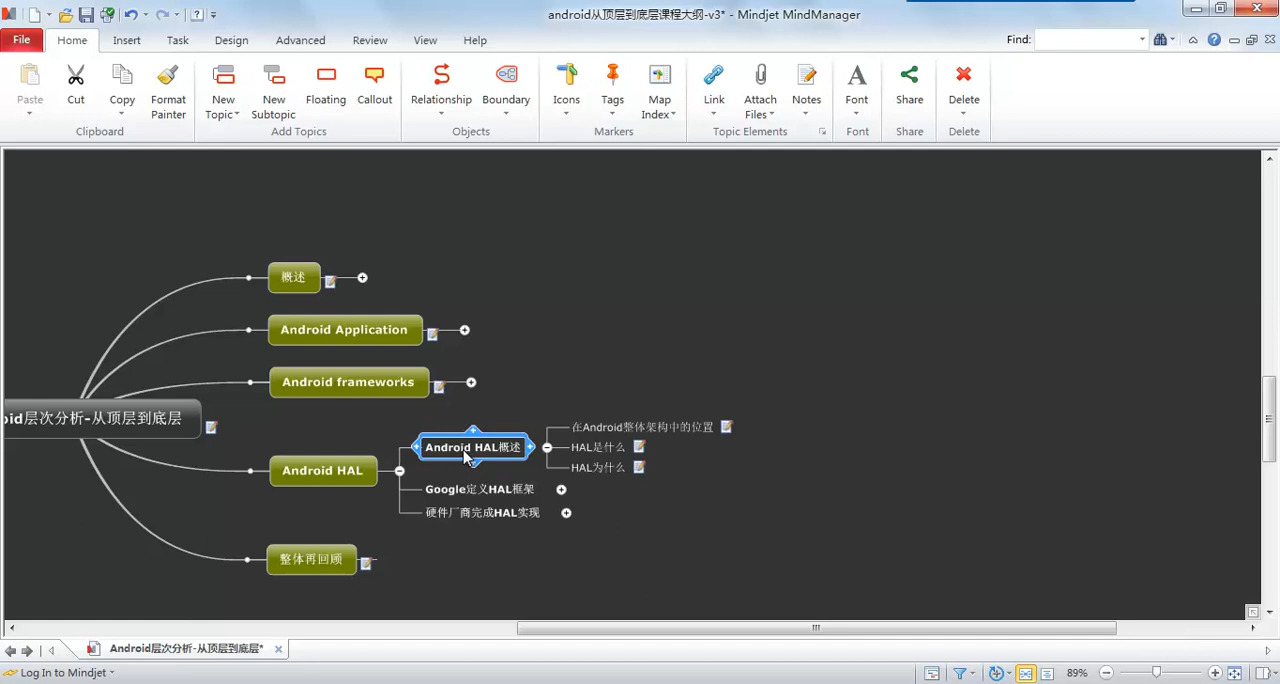 android从顶层到底层课程大纲-v3* - Mindjet MindManager
File Home Insert Task Design Advanced Review View Help Find:
Paste Cut Copy Format Painter New Topic New Subtopic Floating Callout Relationship Boundary Icons Tags Map Index Link Attach Files Notes Font Share Delete
Clipboard Add Topics Objects Markers Topic Elements Font Share Delete
概述
Android Application
Android frameworks
oid层次分析-从顶层到底层
在Android整体架构中的位置
Android HAL概述
HAL是什么
HAL为什么
Android HAL
Google定义HAL框架
硬件厂商完成HAL实现
整体再回顾
Android层次分析-从顶层到底层*
Log In to Mindjet
89%